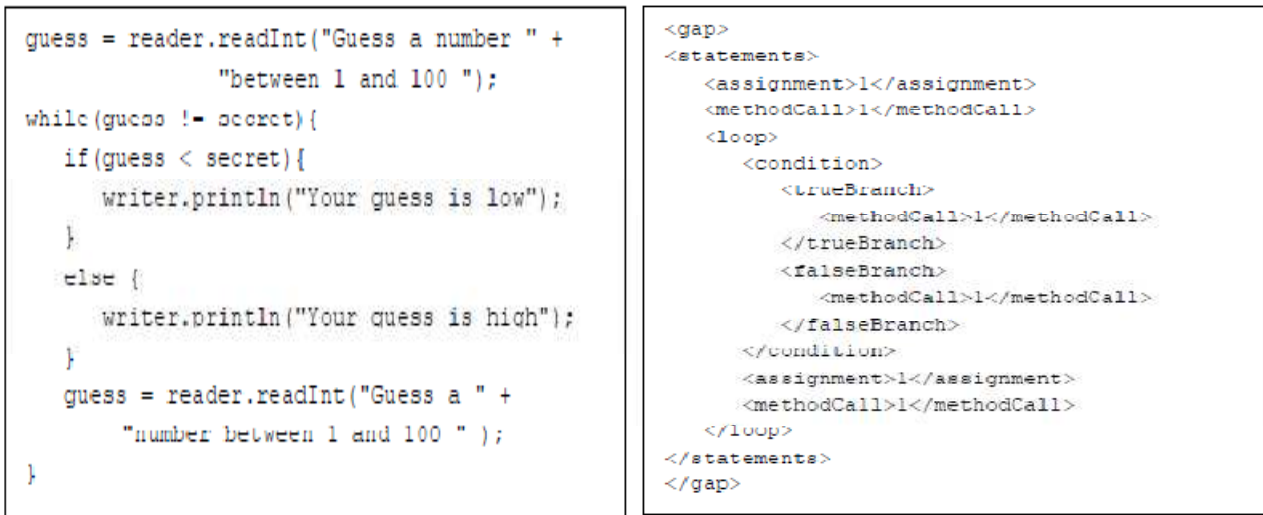 guess = reader.readInt("Guess a number " +
"between 1 and 100 ");
while(guess != secret){
if(guess < secret){
writer.println("Your guess is low");
}
else {
writer.println("Your guess is high");
}
guess = reader.readInt("Guess a " +
"number between 1 and 100 " );
}
<gap>
<statements>
<assignment>1</assignment>
<methodCall>1</methodCall>
<loop>
<condition>
<trueBranch>
<methodCall>1</methodCall>
</trueBranch>
<falseBranch>
<methodCall>1</methodCall>
</falseBranch>
</condition>
<assignment>1</assignment>
<methodCall>1</methodCall>
</loop>
</statements>
</gap>